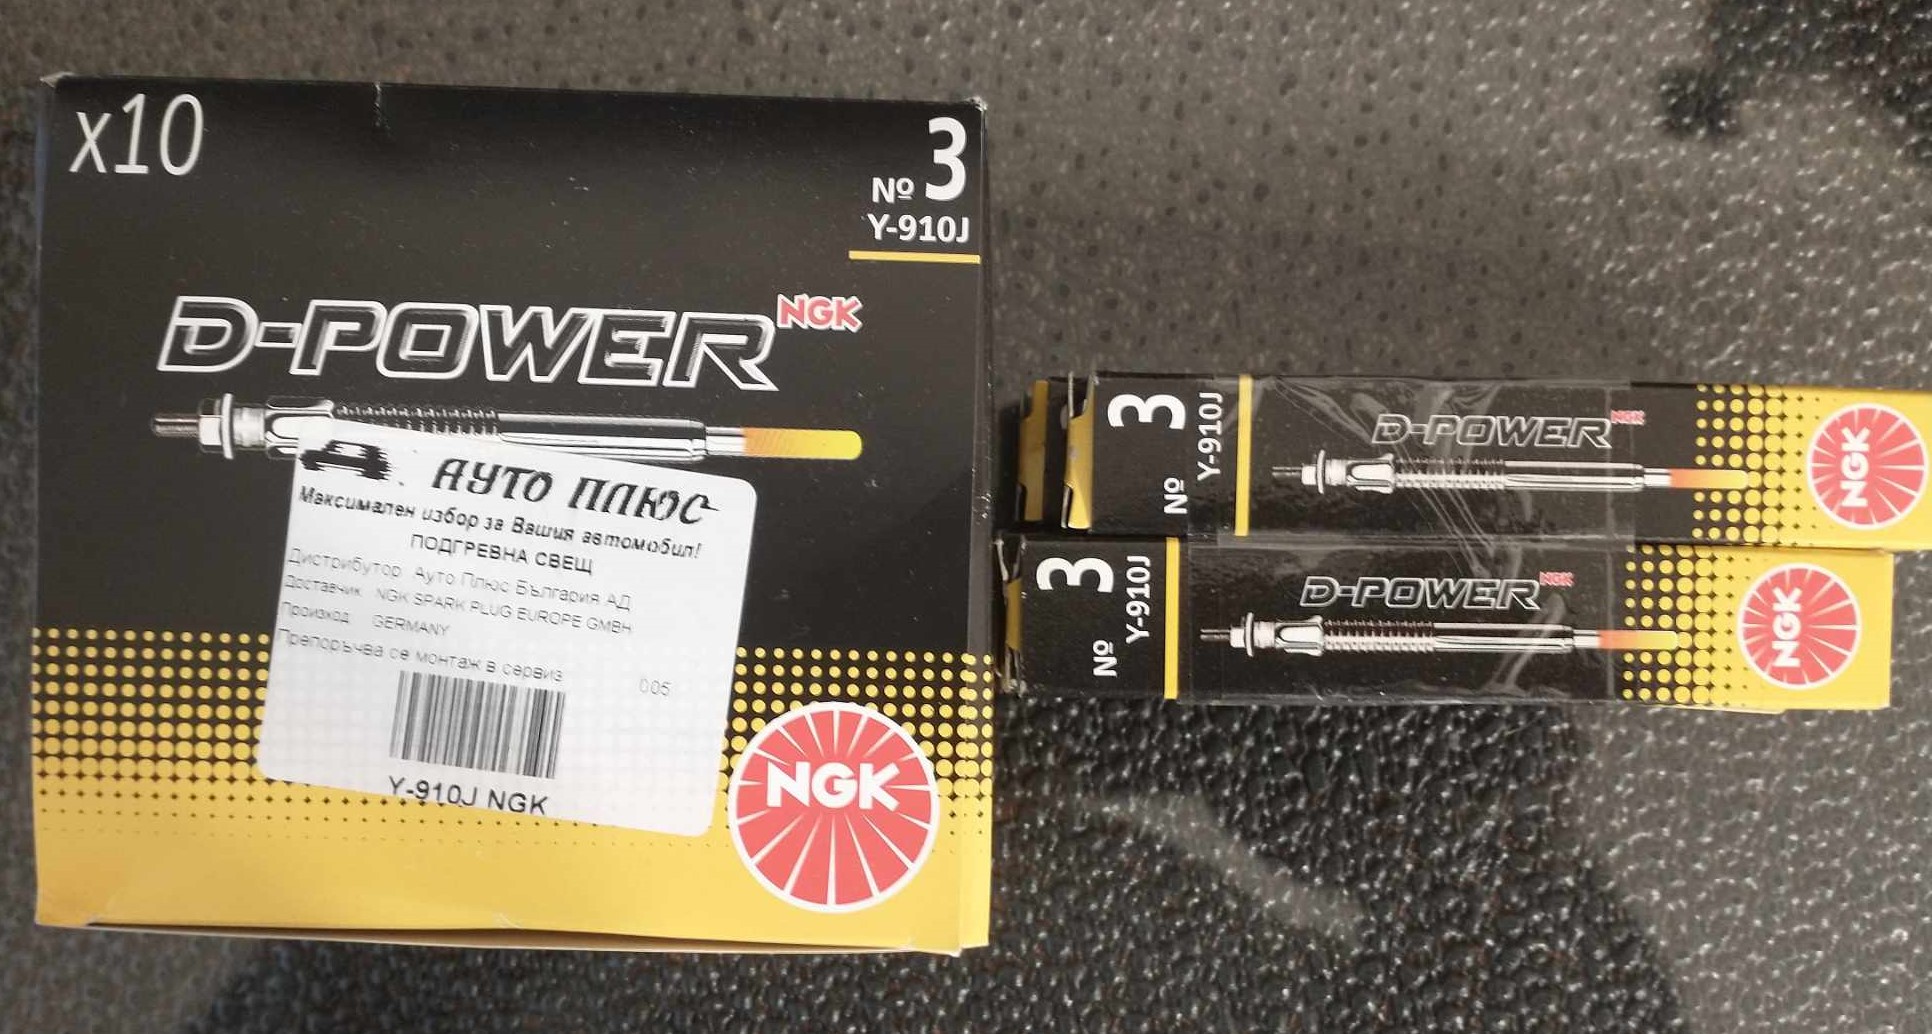 x10
№ 3
Y-910J
D-POWER NGK
АУТО ПЛЮС
Максимален избор за Вашия автомобил!
ПОДГРЕВНА СВЕЩ
Дистрибутор Ауто Плюс България АД
Доставчик NGK SPARK PLUG EUROPE GMBH
Произход GERMANY
Препоръчва се монтаж в сервиз
005
Y-910J NGK
NGK
№ 3
Y-910J
D-POWER NGK
NGK
№ 3
Y-910J
D-POWER NGK
NGK